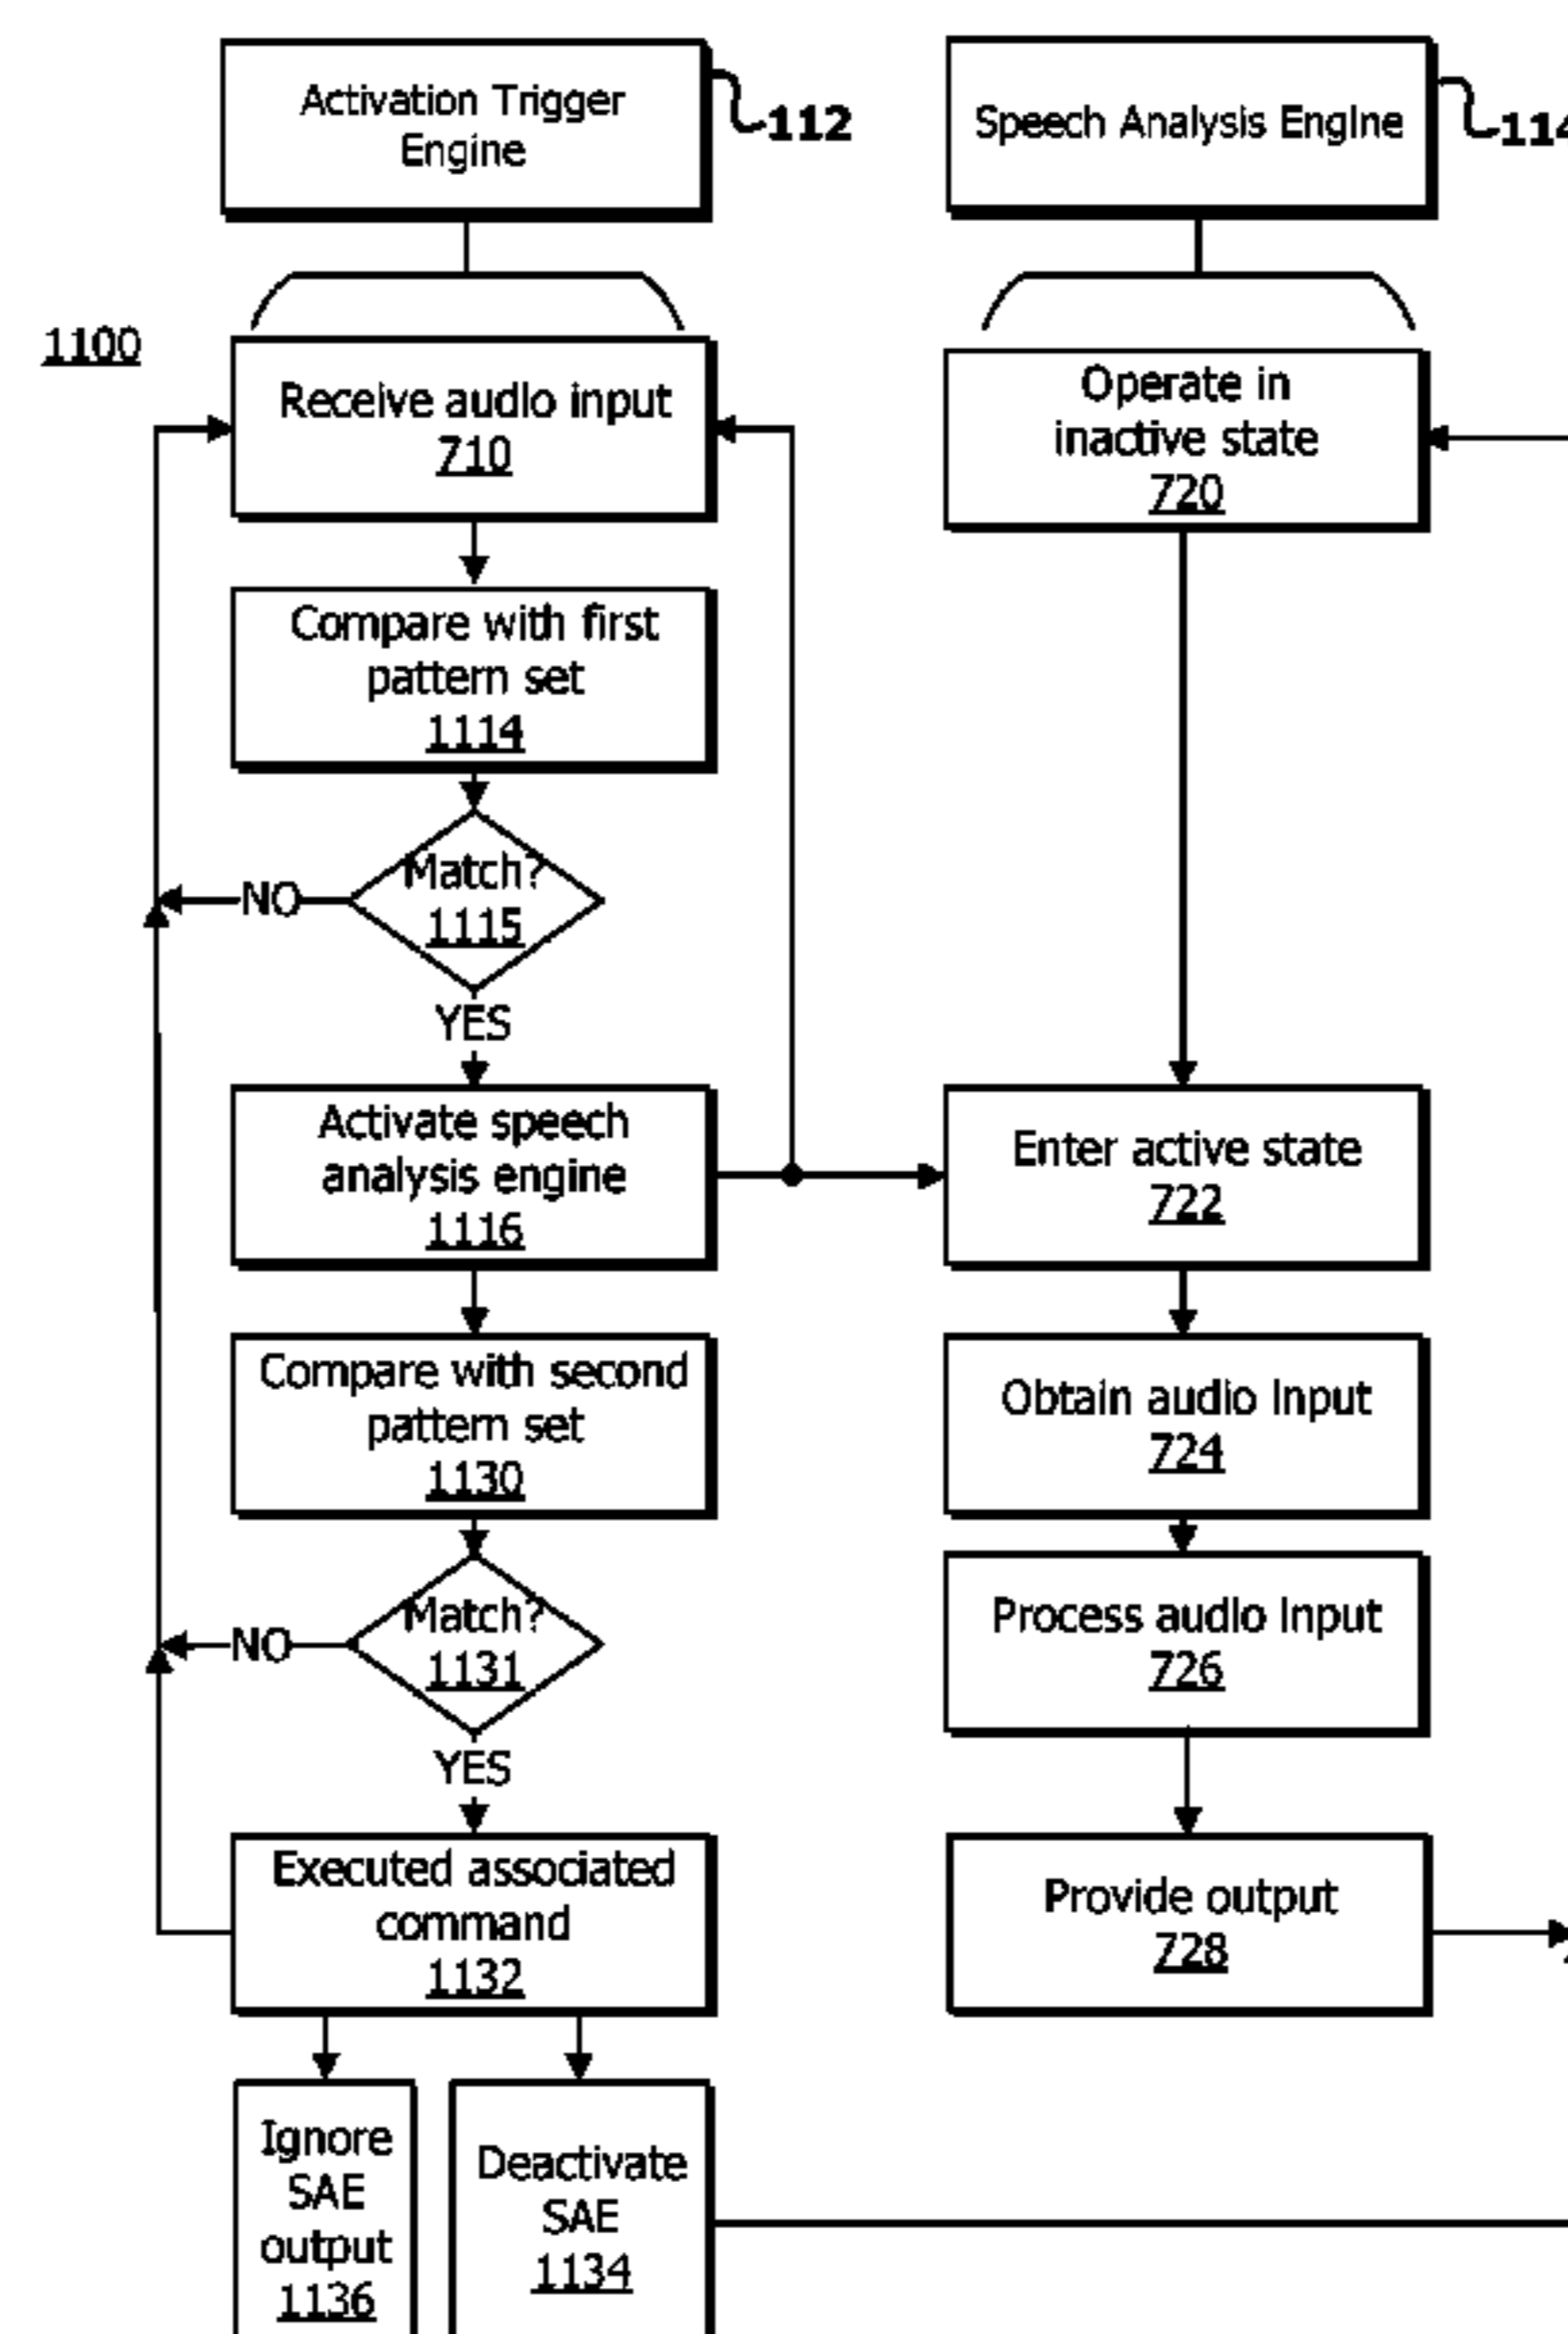 Activation Trigger
Engine
112
Speech Analysis Engine
1100
Receive audio input
710
Compare with first
pattern set
1114
Match?
1115
NO
YES
Activate speech
analysis engine
1116
Compare with second
pattern set
1130
Match?
1131
NO
YES
Executed associated
command
1132
Ignore
SAE
output
1136
Deactivate
SAE
1134
Operate in
inactive state
720
Enter active state
722
Obtain audio input
724
Process audio input
726
Provide output
728